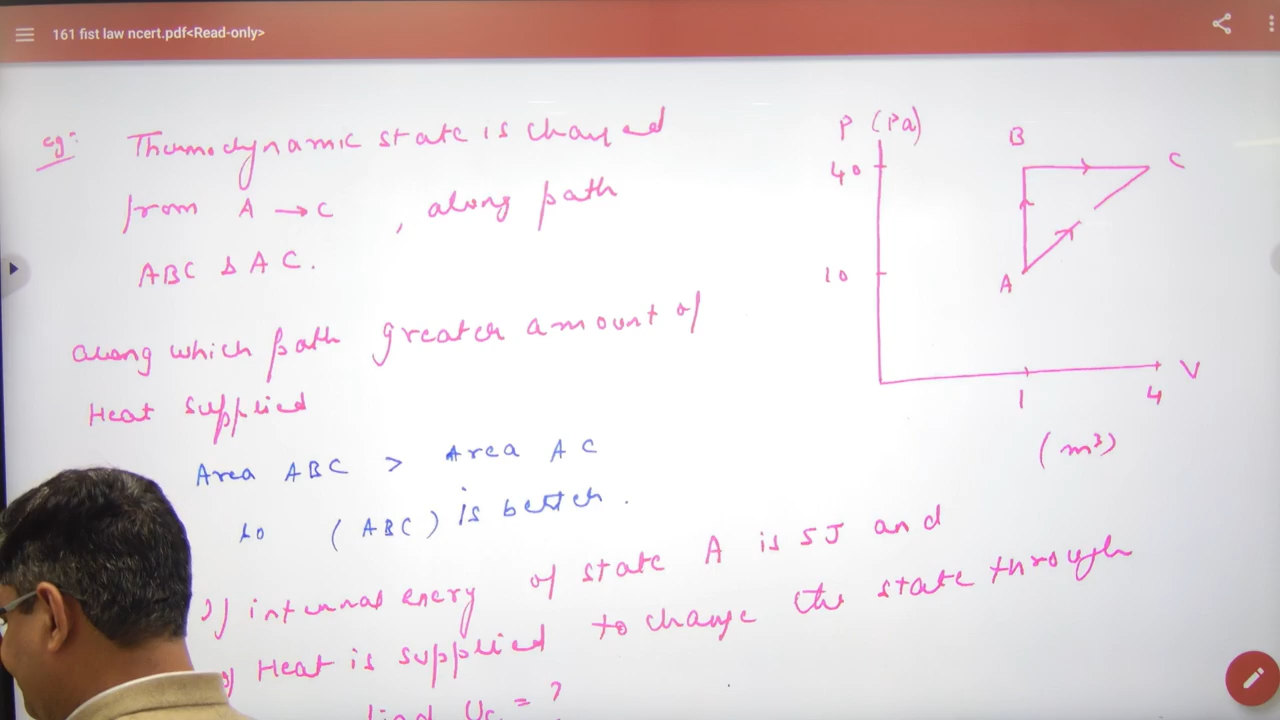 161 fist law ncert.pdf<Read-only>
eg:- Thermodynamic state is changed
from A → C , along path
ABC & AC.
along which path greater amount of
Heat supplied
Area ABC > Area AC
so (ABC) is better.
internal energy of state A is 5J and
Heat is supplied to change the state through
find Uc = ?
P (Pa)
40
10
B
C
A
1
4
V
(m³)